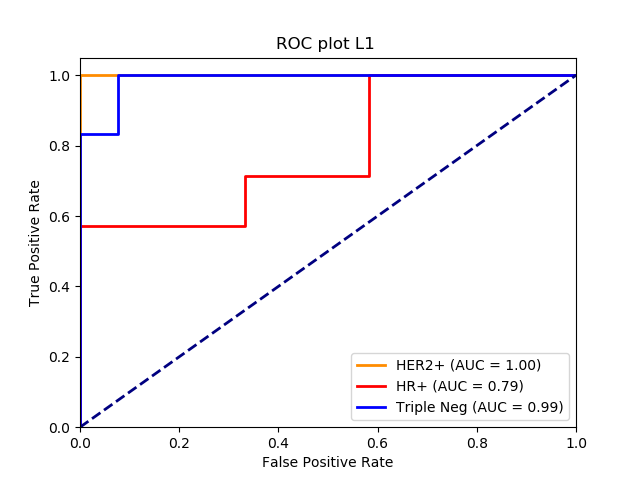 ROC plot L1
1.0
0.8
0.6
0.4
0.2
0.0
True Positive Rate
HER2+ (AUC = 1.00)
HR+ (AUC = 0.79)
Triple Neg (AUC = 0.99)
0.0 0.2 0.4 0.6 0.8 1.0
False Positive Rate